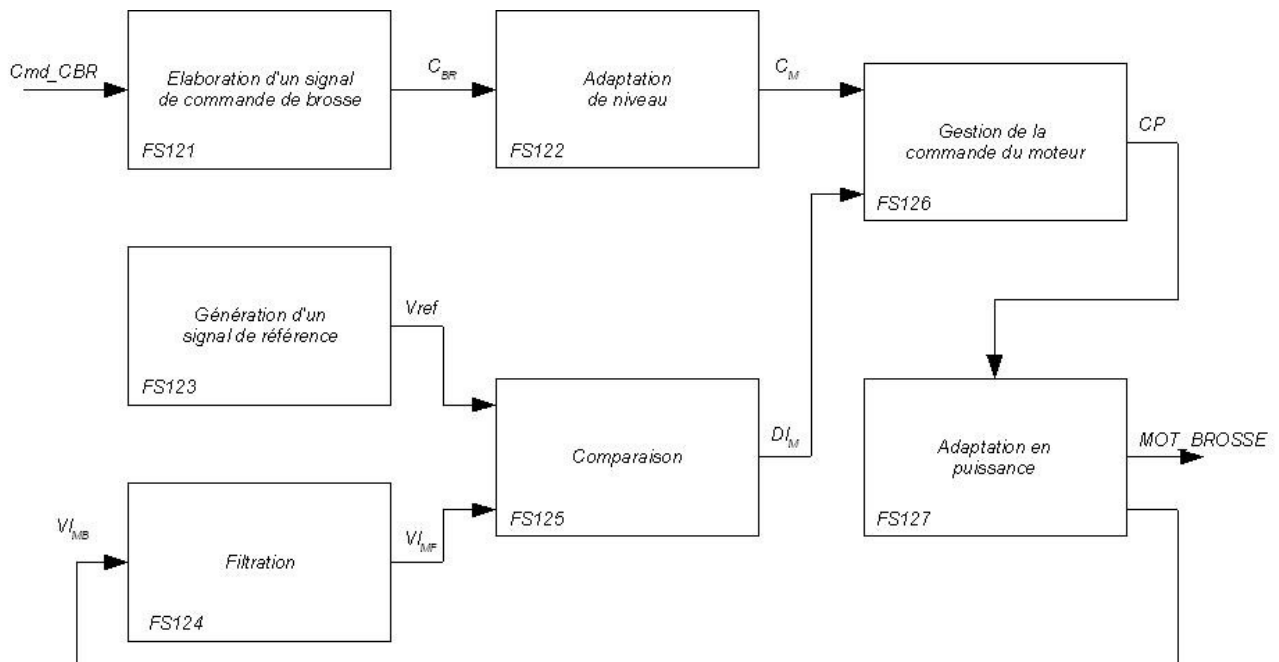 Cmd_CBR
Elaboration d'un signal
de commande de brosse
FS121
C_BR
Adaptation
de niveau
FS122
C_M
Gestion de la
commande du moteur
FS126
CP
Génération d'un
signal de référence
FS123
Vref
Comparaison
FS125
DI_M
Adaptation en
puissance
FS127
MOT_BROSSE
VI_MB
Filtration
FS124
VI_MF